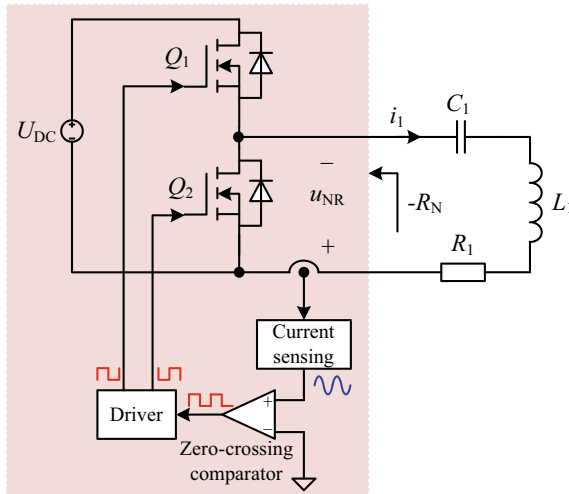 Q1
i1
C1
UDC
−
Q2
uNR
-RN
L1
+
R1
Current
sensing
+
−
Driver
Zero-crossing
comparator